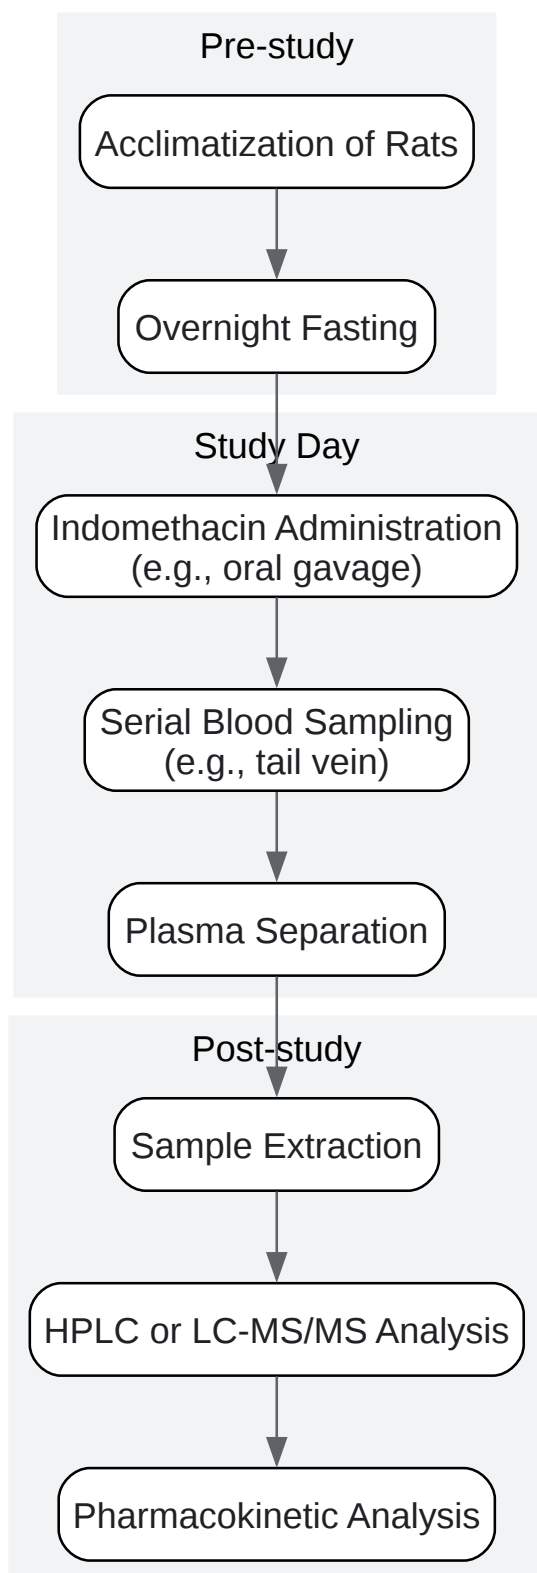 Pre-study
Acclimatization of Rats
Overnight Fasting
Study Day
Indomethacin Administration
(e.g., oral gavage)
Serial Blood Sampling
(e.g., tail vein)
Plasma Separation
Post-study
Sample Extraction
HPLC or LC-MS/MS Analysis
Pharmacokinetic Analysis